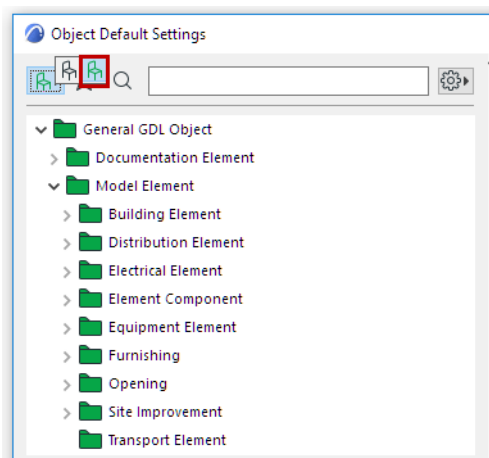 Object Default Settings
General GDL Object
Documentation Element
Model Element
Building Element
Distribution Element
Electrical Element
Element Component
Equipment Element
Furnishing
Opening
Site Improvement
Transport Element